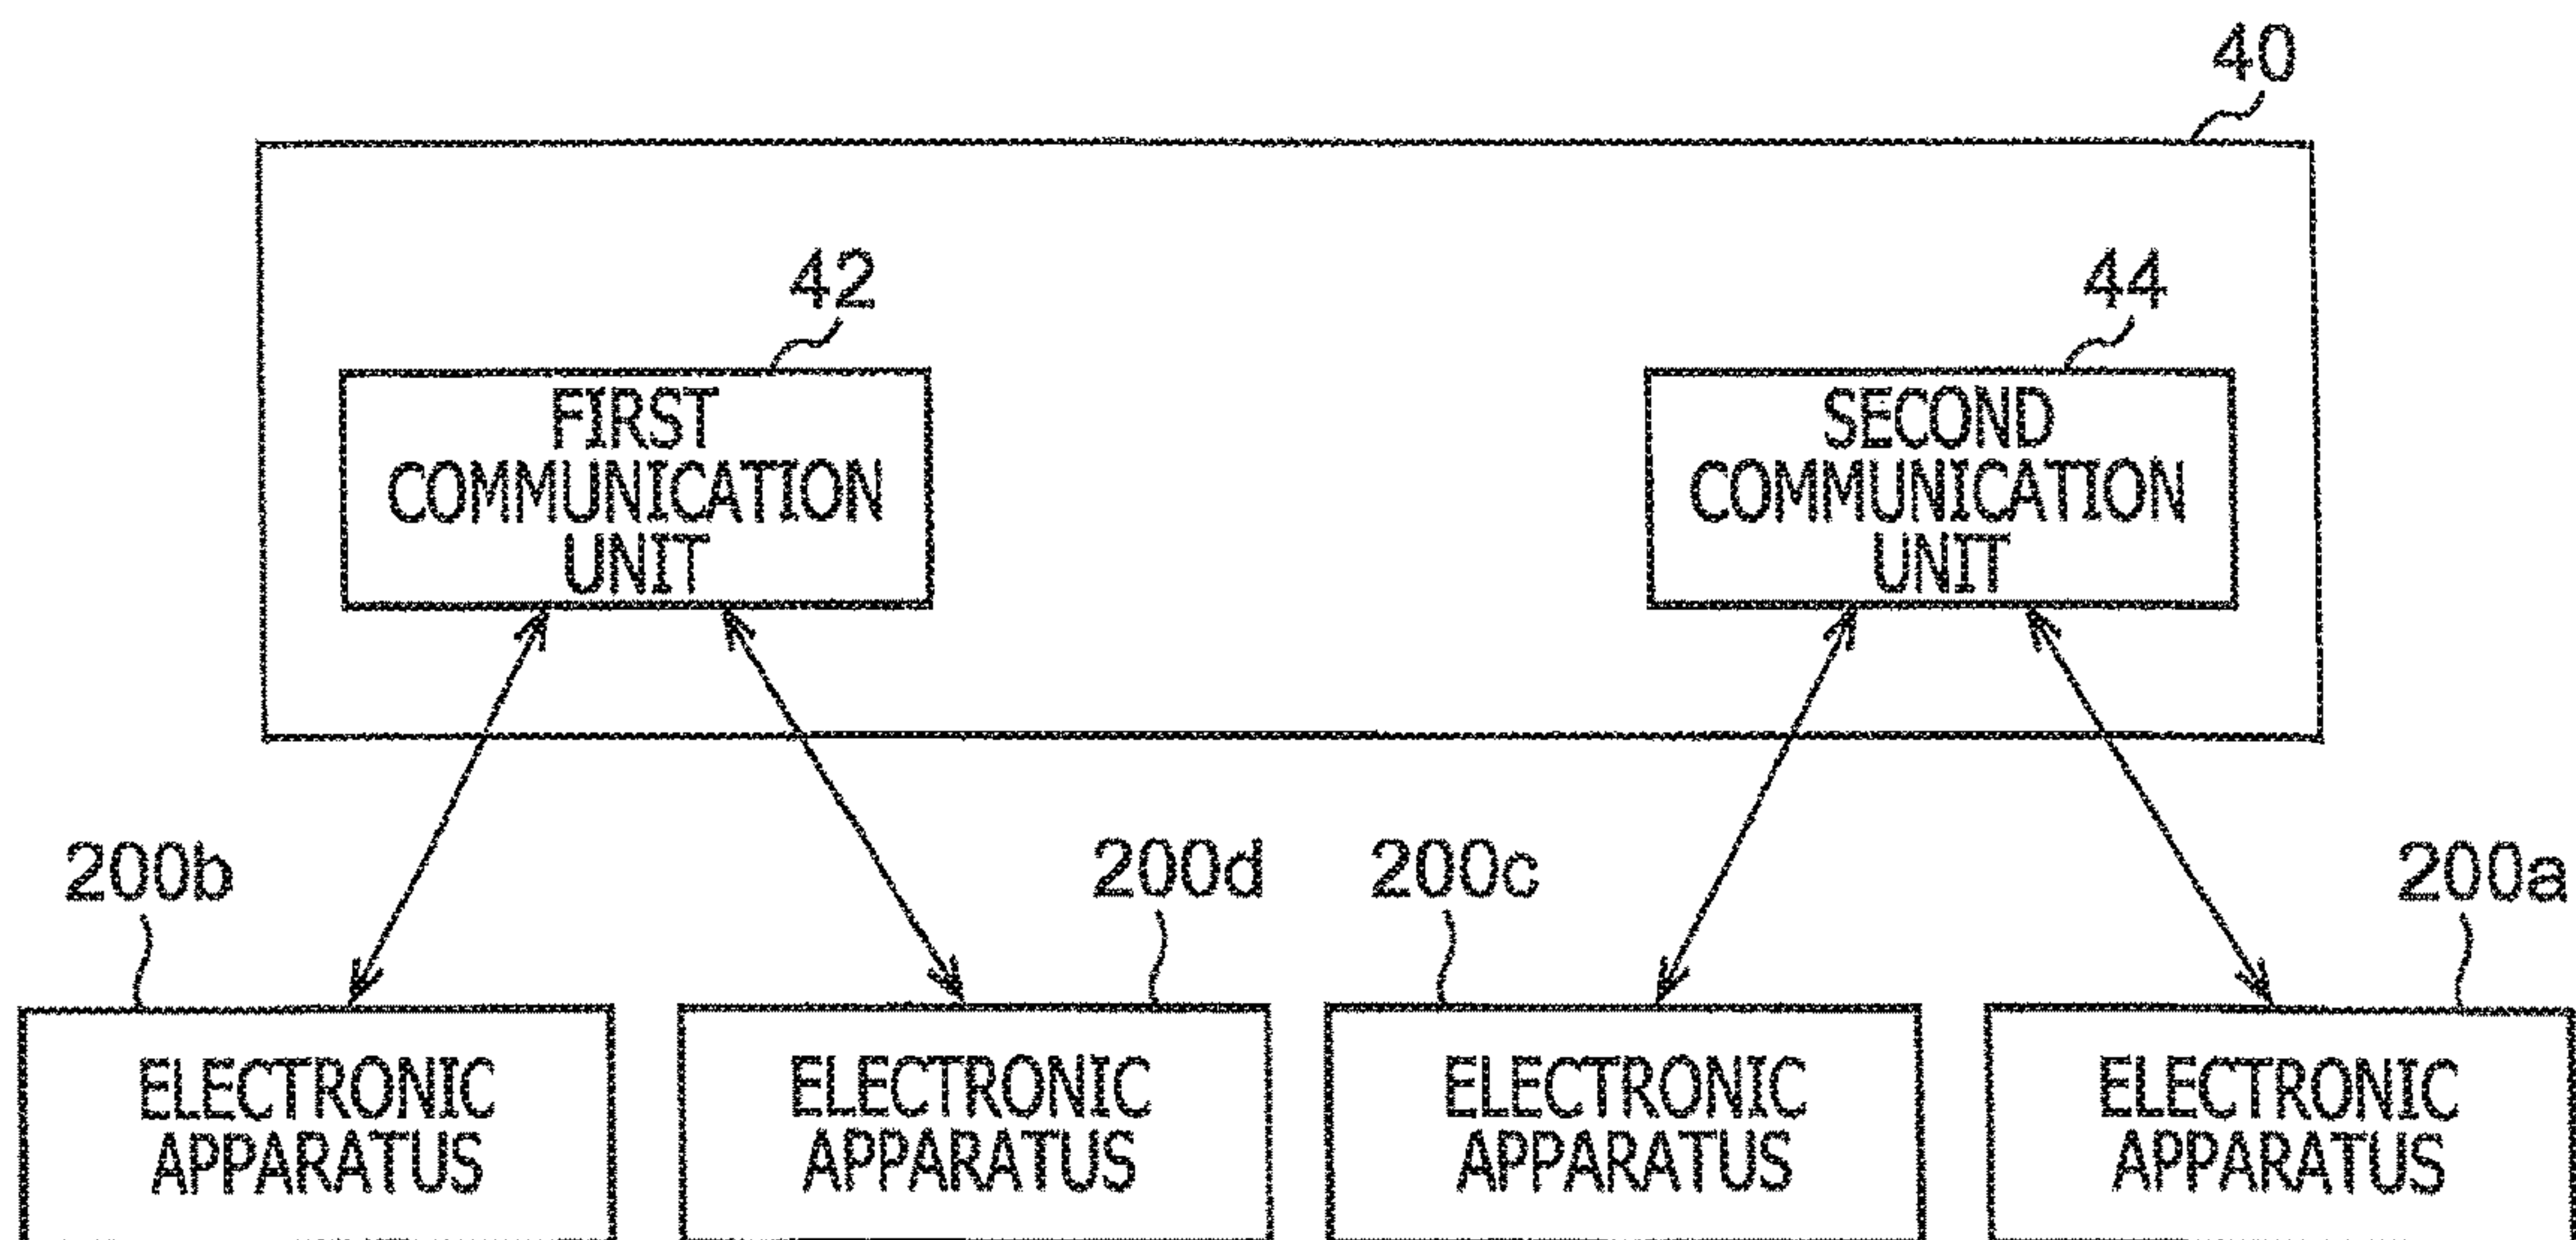 40
42
44
FIRST
COMMUNICATION
UNIT
SECOND
COMMUNICATION
UNIT
200b
200d
200c
200a
ELECTRONIC
APPARATUS
ELECTRONIC
APPARATUS
ELECTRONIC
APPARATUS
ELECTRONIC
APPARATUS